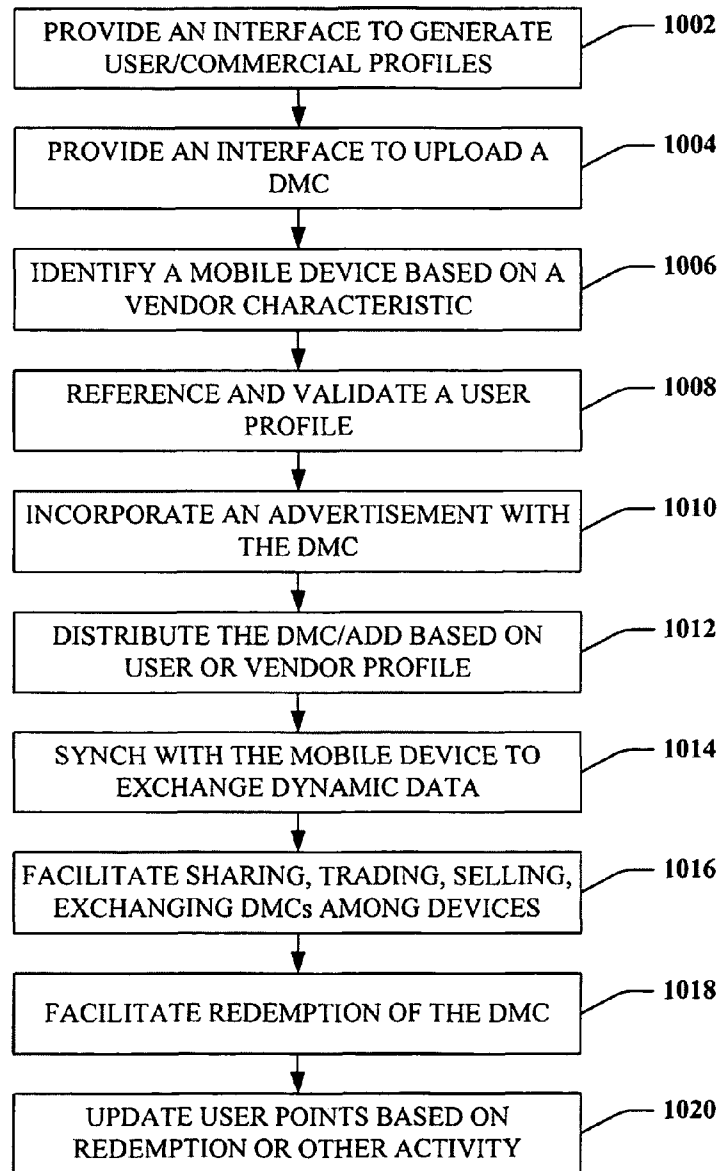 PROVIDE AN INTERFACE TO GENERATE
USER/COMMERCIAL PROFILES
1002
PROVIDE AN INTERFACE TO UPLOAD A
DMC
1004
IDENTIFY A MOBILE DEVICE BASED ON A
VENDOR CHARACTERISTIC
1006
REFERENCE AND VALIDATE A USER
PROFILE
1008
INCORPORATE AN ADVERTISEMENT WITH
THE DMC
1010
DISTRIBUTE THE DMC/ADD BASED ON
USER OR VENDOR PROFILE
1012
SYNCH WITH THE MOBILE DEVICE TO
EXCHANGE DYNAMIC DATA
1014
FACILITATE SHARING, TRADING, SELLING,
EXCHANGING DMCs AMONG DEVICES
1016
FACILITATE REDEMPTION OF THE DMC
1018
UPDATE USER POINTS BASED ON
REDEMPTION OR OTHER ACTIVITY
1020